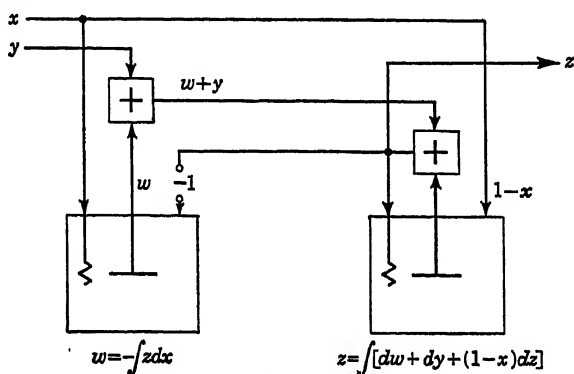 x
y
z
w+y
w
-1
1-x
w=-∫zdx
z=∫[dw+dy+(1-x)dz]